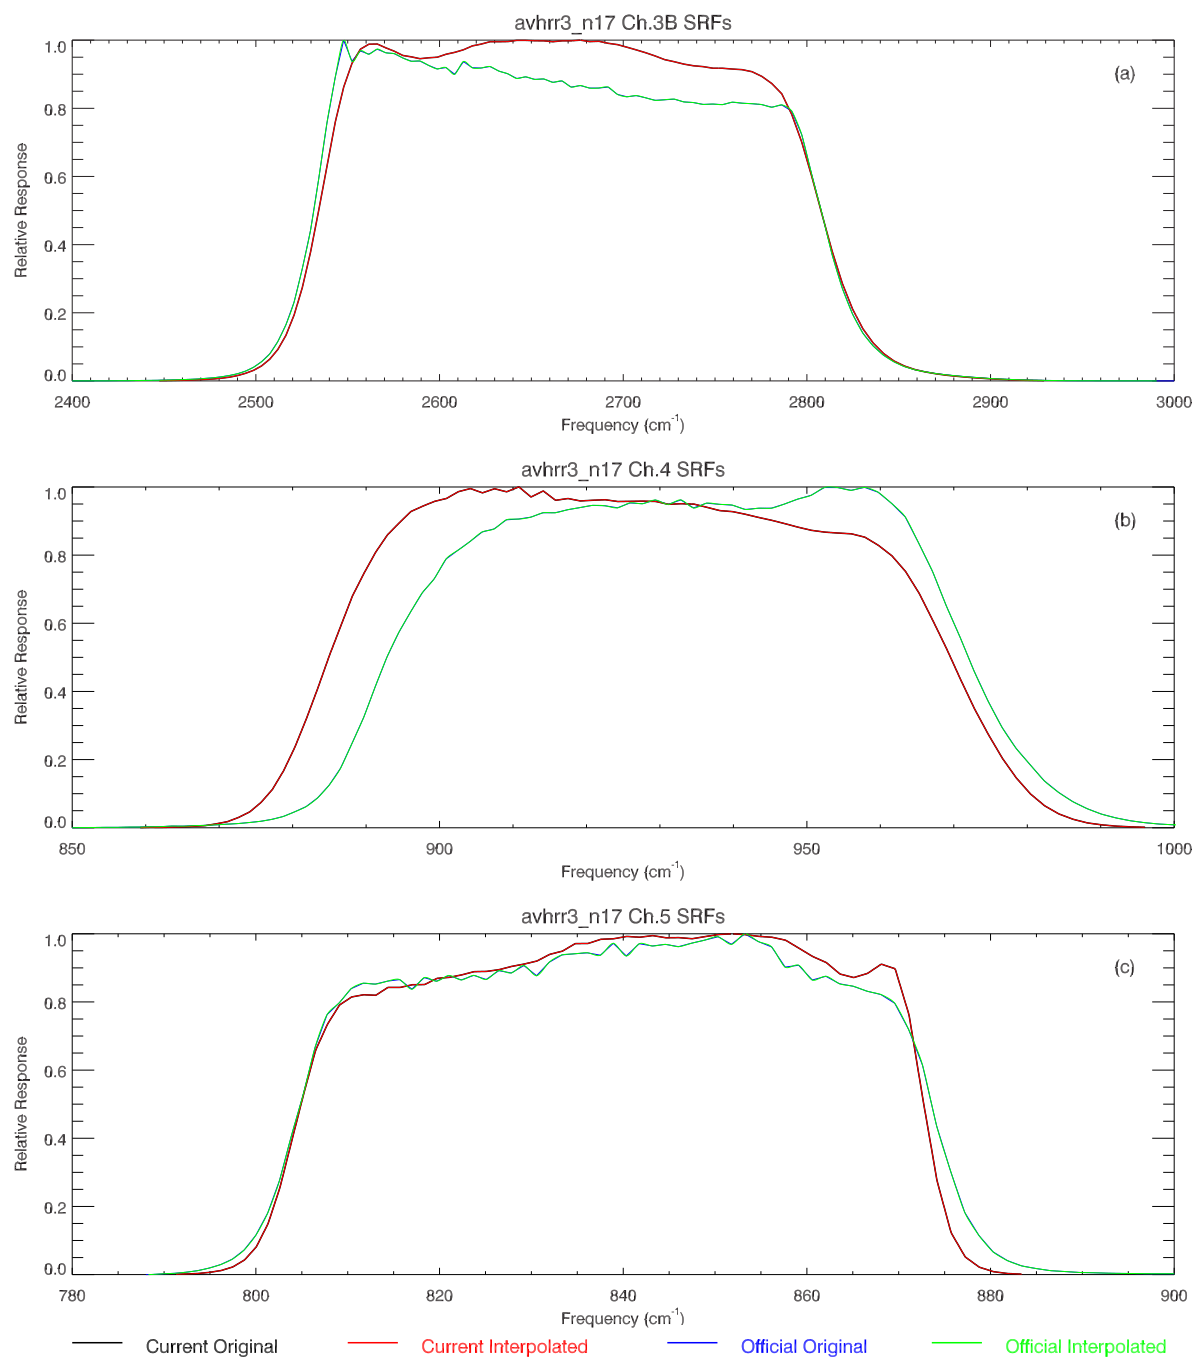 avhrr3_n17 Ch.3B SRFs
1.0
(a)
0.8
0.6
0.4
0.2
0.0
Relative Response
2400 2500 2600 2700 2800 2900 3000
Frequency (cm-1)
avhrr3_n17 Ch.4 SRFs
1.0
(b)
0.8
0.6
0.4
0.2
0.0
Relative Response
850 900 950 1000
Frequency (cm-1)
avhrr3_n17 Ch.5 SRFs
1.0
(c)
0.8
0.6
0.4
0.2
0.0
Relative Response
780 800 820 840 860 880 900
Frequency (cm-1)
Current Original Current Interpolated Official Original Official Interpolated